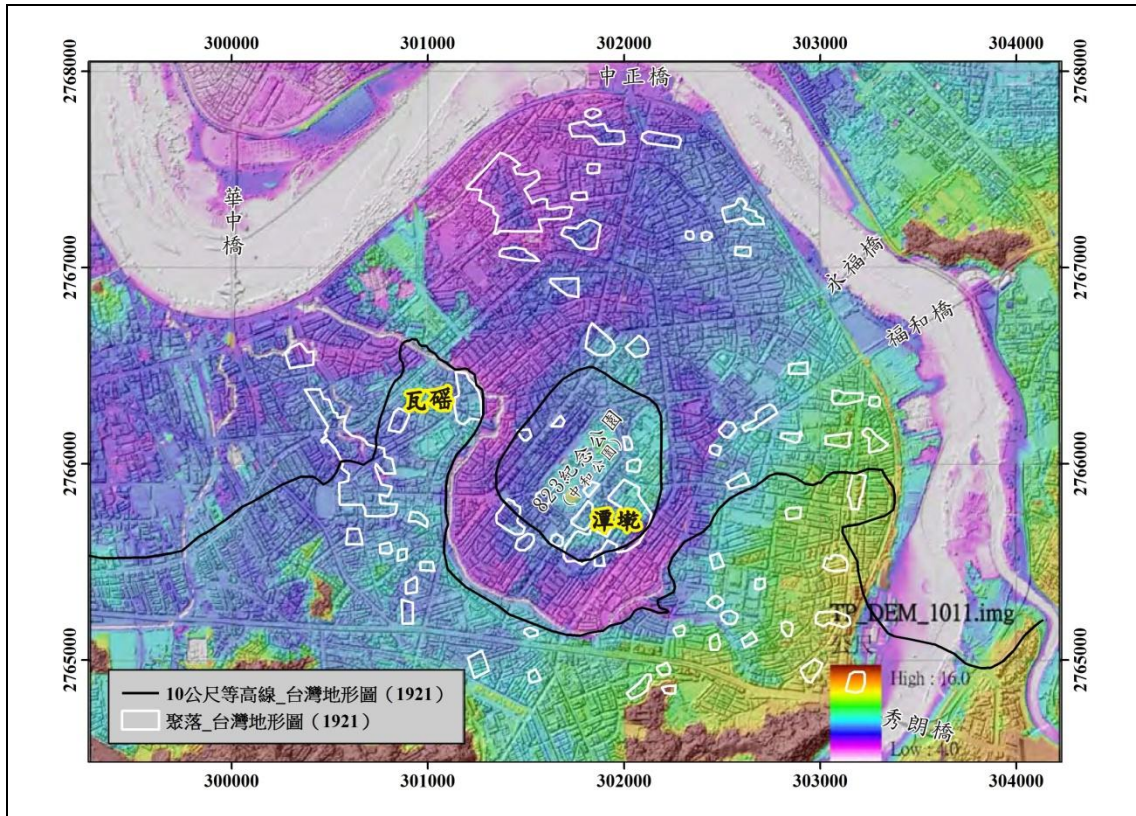 300000 301000 302000 303000 304000
2768000 2768000
中正橋
華中橋
2767000 2767000
永福橋
福和橋
瓦磘
823紀念公園
(中和公園)
2766000 2766000
潭墘
TP_DEM_1011.img
公尺
High : 16.0
Low : 4.0
秀朗橋
2765000 2765000
10公尺等高線_台灣地形圖（1921）
聚落_台灣地形圖（1921）
300000 301000 302000 303000 304000